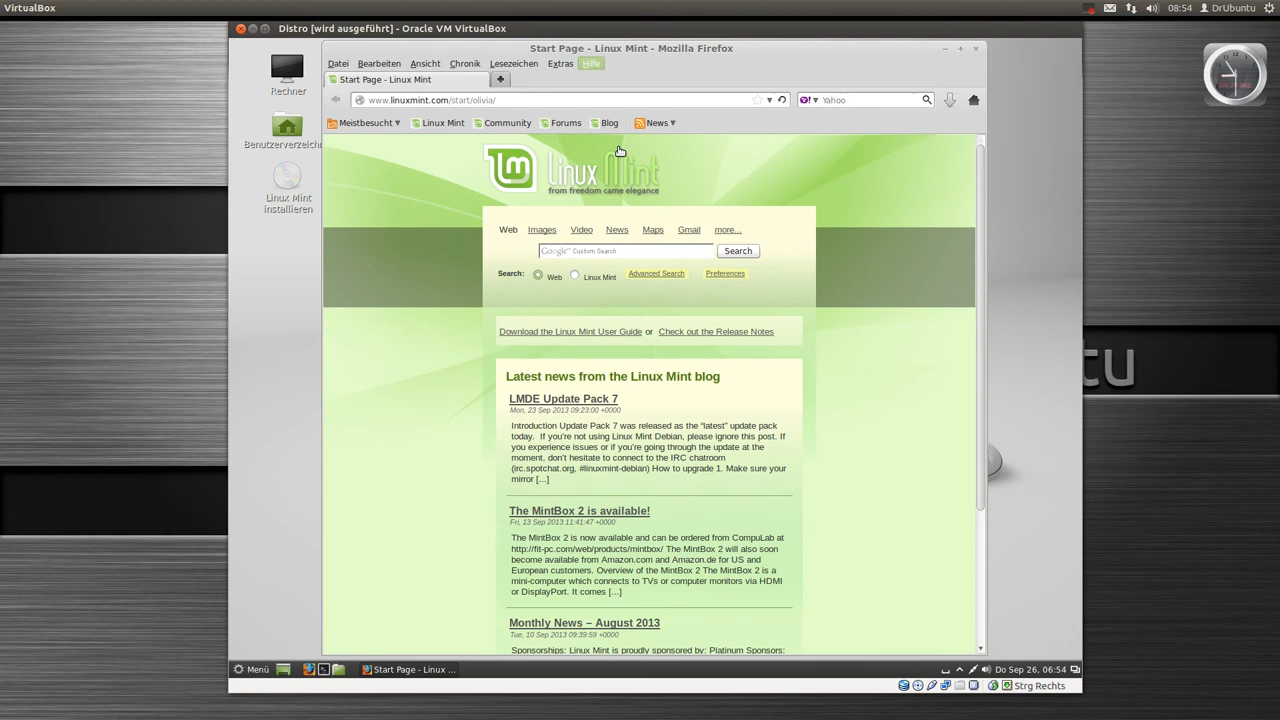 VirtualBox
08:54
DrUbuntu
Distro [wird ausgeführt] - Oracle VM VirtualBox
Rechner
Benutzerverzeichn
Linux Mint
installieren
Start Page - Linux Mint - Mozilla Firefox
Datei Bearbeiten Ansicht Chronik Lesezeichen Extras Hilfe
Start Page - Linux Mint
www.linuxmint.com/start/olivia/
Yahoo
Meistbesucht Linux Mint Community Forums Blog News
Linux Mint
from freedom came elegance
Web Images Video News Maps Gmail more...
Google™ Custom Search Search
Search: Web Linux Mint Advanced Search Preferences
Download the Linux Mint User Guide or Check out the Release Notes
Latest news from the Linux Mint blog
LMDE Update Pack 7
Mon, 23 Sep 2013 09:23:00 +0000
Introduction Update Pack 7 was released as the “latest” update pack
today. If you’re not using Linux Mint Debian, please ignore this post. If
you experience issues or if you’re going through the update at the
moment, don’t hesitate to connect to the IRC chatroom
(irc.spotchat.org, #linuxmint-debian) How to upgrade 1. Make sure your
mirror [...]
The MintBox 2 is available!
Fri, 13 Sep 2013 11:41:47 +0000
The MintBox 2 is now available and can be ordered from CompuLab at
http://fit-pc.com/web/products/mintbox/ The MintBox 2 will also soon
become available from Amazon.com and Amazon.de for US and
European customers. Overview of the MintBox 2 The MintBox 2 is a
mini-computer which connects to TVs or computer monitors via HDMI
or DisplayPort. It comes [...]
Monthly News – August 2013
Tue, 10 Sep 2013 09:39:59 +0000
Sponsorships: Linux Mint is proudly sponsored by: Platinum Sponsors:
tu
Menü
Start Page - Linux ...
Do Sep 26, 06:54
Strg Rechts